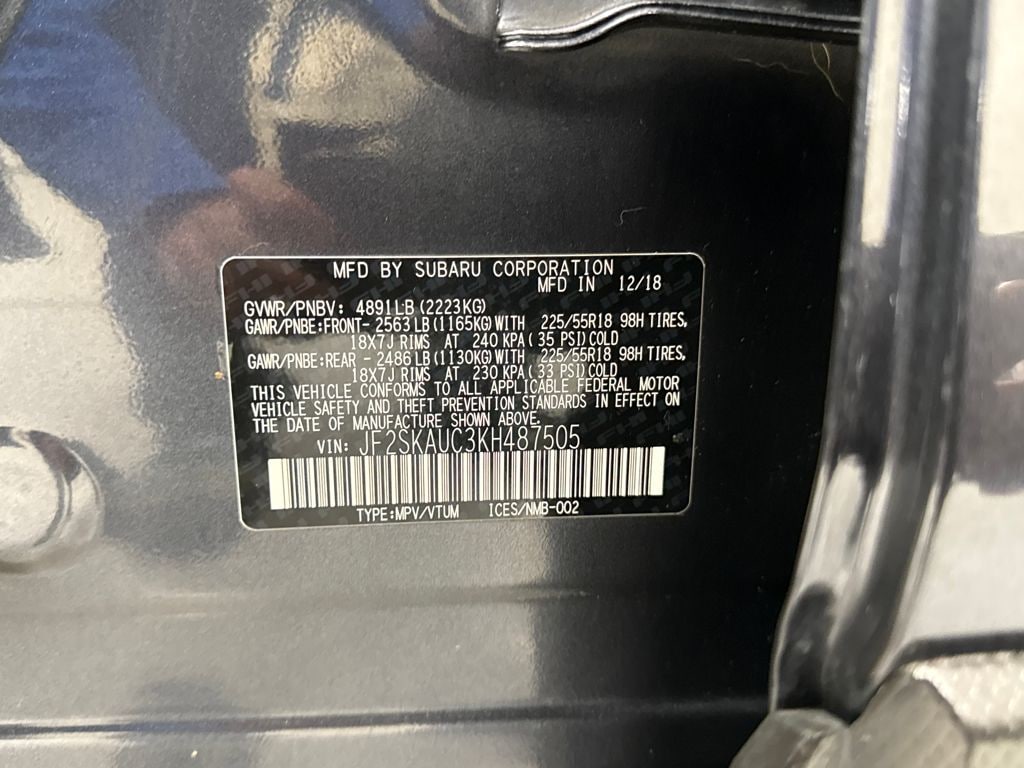 MFD BY SUBARU CORPORATION
MFD IN 12/18
GVWR/PNBV: 4891LB(2223KG)
GAWR/PNBE:FRONT- 2563LB(1165KG)WITH 225/55R18 98H TIRES,
18X7J RIMS AT 240 KPA( 35 PSI)COLD
GAWR/PNBE:REAR - 2486LB(1130KG)WITH 225/55R18 98H TIRES,
18X7J RIMS AT 230 KPA( 33 PSI)COLD
THIS VEHICLE CONFORMS TO ALL APPLICABLE FEDERAL MOTOR
VEHICLE SAFETY AND THEFT PREVENTION STANDARDS IN EFFECT ON
THE DATE OF MANUFACTURE SHOWN ABOVE.
VIN: JF2SKAUC3KH487505
TYPE:MPV/VTUM ICES/NMB-002